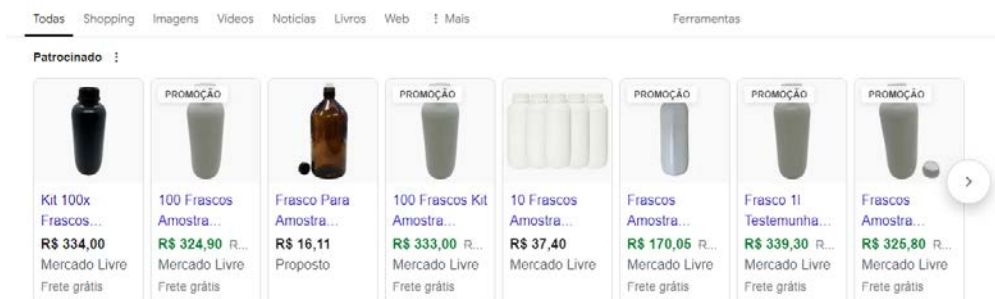 Todas Shopping Imagens Vídeos Notícias Livros Web Mais Ferramentas
Patrocinado
PROMOÇÃO PROMOÇÃO PROMOÇÃO PROMOÇÃO PROMOÇÃO
Kit 100x 100 Frascos Frasco Para 100 Frascos Kit 10 Frascos Frascos Frasco 1l Frascos
Frascos... Amostra... Amostra... Amostra... Amostra... Amostra... Testemunha... Amostra...
R$ 334,00 R$ 324,90 R... R$ 16,11 R$ 333,00 R... R$ 37,40 R$ 170,05 R... R$ 339,30 R... R$ 325,80 R...
Mercado Livre Mercado Livre Proposto Mercado Livre Mercado Livre Mercado Livre Mercado Livre Mercado Livre
Frete grátis Frete grátis Frete grátis Frete grátis Frete grátis Frete grátis